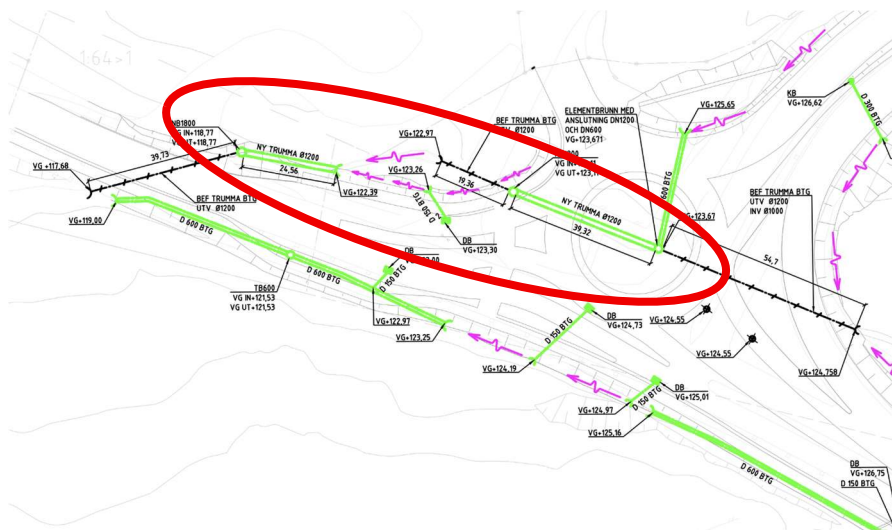 1:64>1
NB1800
VG IN+118,77
VG UT+118,77
NY TRUMMA Ø1200
24,56
39,73
VG +117,68
BEF TRUMMA BTG
UTV. Ø1200
VG+119,00
D 600 BTG
TB600
VG IN+121,53
VG UT+121,53
D 600 BTG
D 150 BTG
DB
VG+122,97
VG+123,25
VG+122,39
VG+123,26
VG+122,97
D 150 BTG
DB
VG+123,30
19,36
BEF TRUMMA BTG
Ø1200
ELEMENTBRUNN MED
ANSLUTNING DN1200
OCH DN600
VG+123,671
VG UT+123,11
NY TRUMMA Ø1200
39,32
600 BTG
VG+125,65
VG+123,67
KB
VG+126,62
D 300 BTG
BEF TRUMMA BTG
UTV Ø1200
INV Ø1000
54,7
VG+124,55
VG+124,55
VG+124,758
DB
VG+124,73
D 150 BTG
VG+124,19
DB
VG+125,01
D 150 BTG
VG+124,97
VG+125,16
D 600 BTG
DB
VG+126,75
D 150 BTG